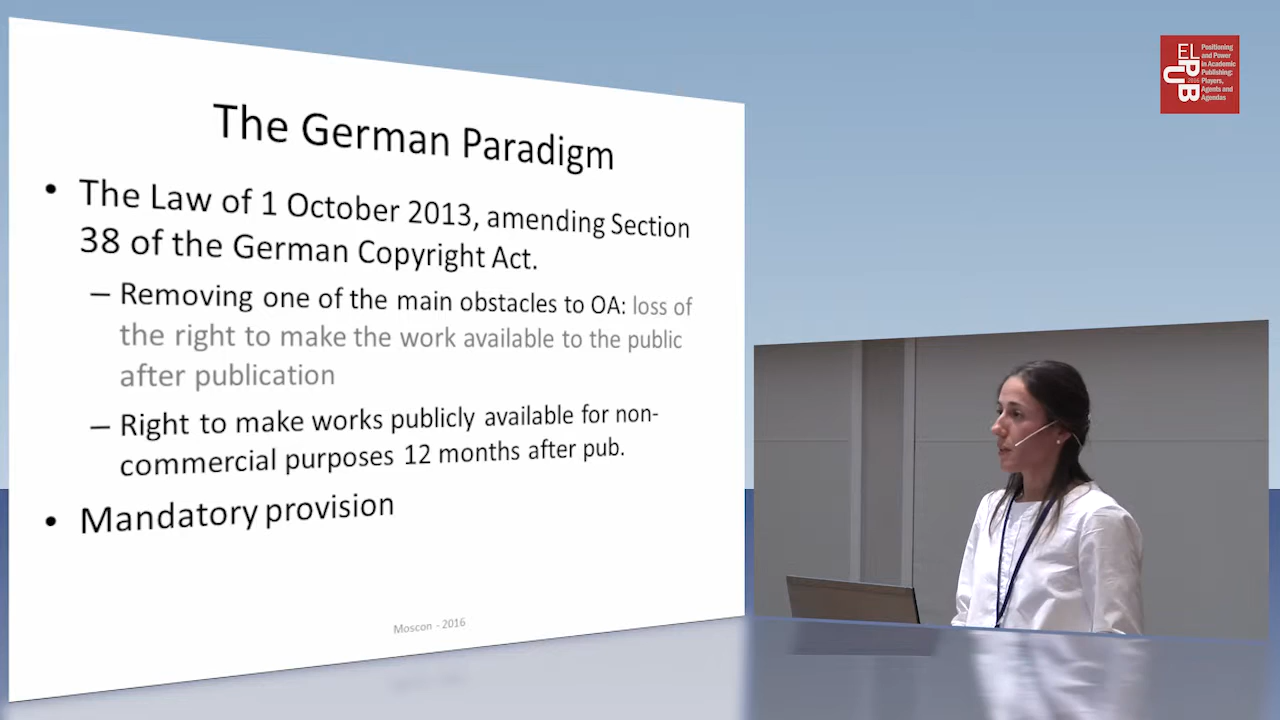 The German Paradigm
• The Law of 1 October 2013, amending Section
38 of the German Copyright Act.
– Removing one of the main obstacles to OA: loss of
the right to make the work available to the public
after publication
– Right to make works publicly available for non-
commercial purposes 12 months after pub.
• Mandatory provision
Moscon - 2016
EL
PUB
2016
Positioning
and Power
in Academic
Publishing:
Players,
Agents and
Agendas